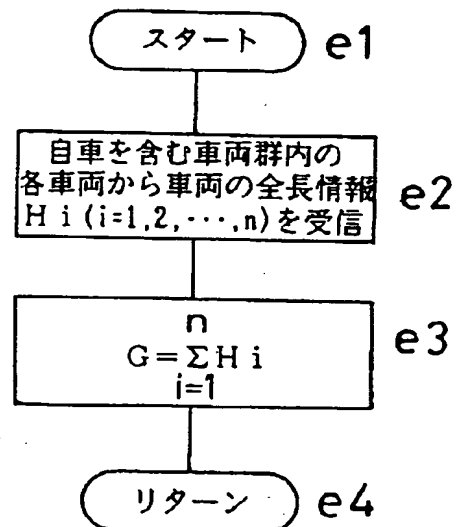 スタート e1
自車を含む車両群内の
各車両から車両の全長情報 e2
H i (i=1,2,···,n)を受信
n
G=ΣH i e3
i=1
リターン e4